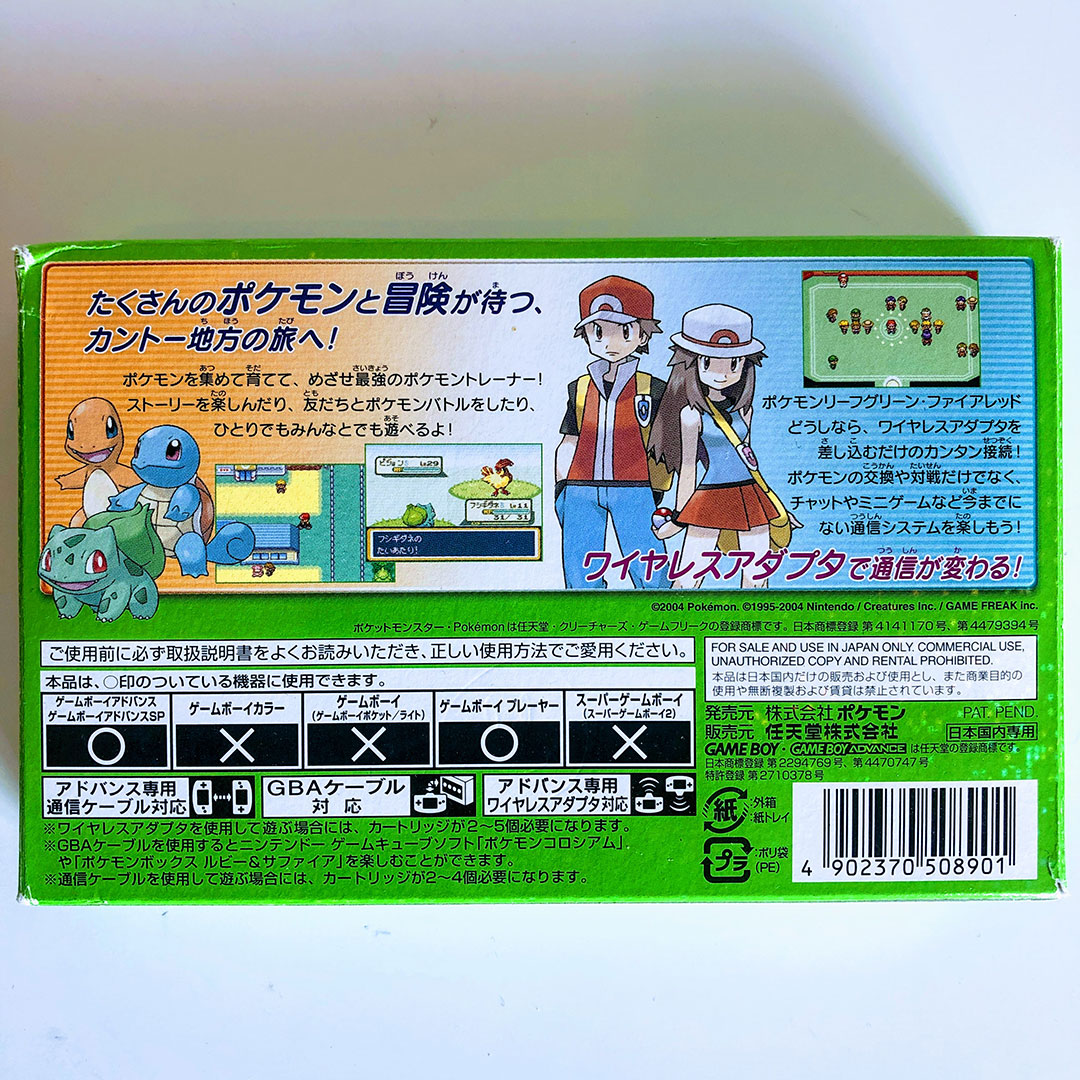 たくさんのポケモンと冒険が待つ、
カントー地方の旅へ!
ポケモンを集めて育てて、めざせ最強のポケモントレーナー!
ストーリーを楽しんだり、友だちとポケモンバトルをしたり、
ひとりでもみんなとでも遊べるよ!
ピジョン Lv29
フシギダネ Lv11
31/ 31
フシギダネの
たいあたり!
ポケモンリーフグリーン・ファイアレッド
どうしなら、ワイヤレスアダプタを
差し込むだけのカンタン接続!
ポケモンの交換や対戦だけでなく、
チャットやミニゲームなど今までに
ない通信システムを楽しもう!
ワイヤレスアダプタで通信が変わる!
©2004 Pokémon. ©1995-2004 Nintendo / Creatures inc. / GAME FREAK inc.
ポケットモンスター・Pokémonは任天堂・クリーチャーズ・ゲームフリークの登録商標です。日本商標登録 第4141170号、第4479394号
ご使用前に必ず取扱説明書をよくお読みいただき、正しい使用方法でご愛用ください。
本品は、○印のついている機器に使用できます。
ゲームボーイアドバンス
ゲームボーイアドバンスSP
○
ゲームボーイカラー
×
ゲームボーイ
(ゲームボーイポケット/ライト)
×
ゲームボーイ プレーヤー
○
スーパーゲームボーイ
(スーパーゲームボーイ2)
×
アドバンス専用
通信ケーブル対応
GBAケーブル
対 応
アドバンス専用
ワイヤレスアダプタ対応
※ワイヤレスアダプタを使用して遊ぶ場合には、カートリッジが2〜5個必要になります。
※GBAケーブルを使用するとニンテンドー ゲームキューブソフト「ポケモンコロシアム」
や「ポケモンボックス ルビー&サファイア」を楽しむことができます。
※通信ケーブルを使用して遊ぶ場合には、カートリッジが2〜4個必要になります。
FOR SALE AND USE IN JAPAN ONLY. COMMERCIAL USE,
UNAUTHORIZED COPY AND RENTAL PROHIBITED.
本品は日本国内だけの販売および使用とし、また商業目的の
使用や無断複製および賃貸は禁止されています。
発売元 株式会社 ポケモン PAT. PEND.
販売元 任天堂株式会社 日本国内専用
GAME BOY・GAME BOY ADVANCE は任天堂の登録商標です。
日本商標登録 第2294769号、第4470747号
特許登録 第2710378号
紙 :外箱
:紙トレイ
プラ :ポリ袋
(PE)
4 902370 508901